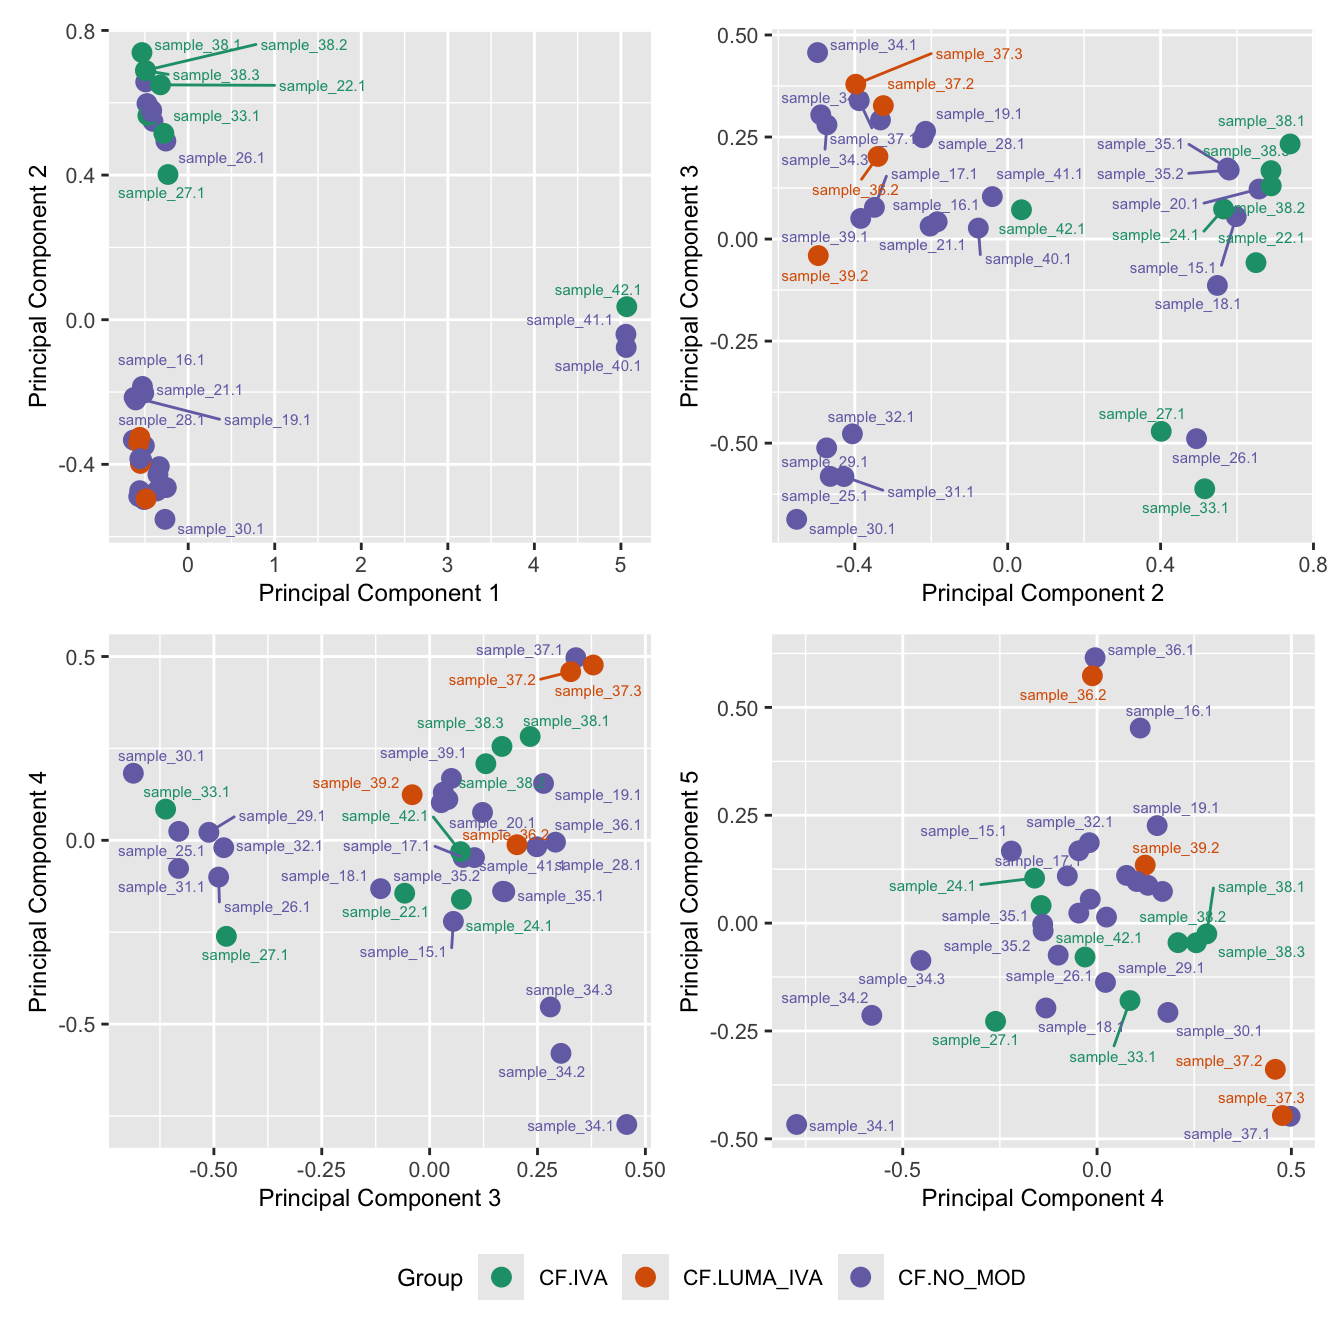 0.8
0.4
0.0
-0.4
Principal Component 2
sample_38.1
sample_38.2
sample_38.3
sample_22.1
sample_33.1
sample_26.1
sample_27.1
sample_42.1
sample_41.1
sample_40.1
sample_16.1
sample_21.1
sample_28.1
sample_19.1
sample_30.1
0 1 2 3 4 5
Principal Component 1
0.50
0.25
0.00
-0.25
-0.50
Principal Component 3
sample_34.1
sample_37.3
sample_37.2
sample_19.1
sample_38.1
sample_37.1
sample_28.1
sample_35.1
sample_34.3
sample_17.1
sample_41.1
sample_35.2
sample_36.2
sample_16.1
sample_20.1
sample_38.2
sample_39.1
sample_21.1
sample_42.1
sample_24.1
sample_22.1
sample_40.1
sample_15.1
sample_39.2
sample_18.1
sample_32.1
sample_27.1
sample_29.1
sample_26.1
sample_25.1
sample_31.1
sample_33.1
sample_30.1
-0.4 0.0 0.4 0.8
Principal Component 2
0.5
0.0
-0.5
Principal Component 4
sample_37.1
sample_37.2
sample_37.3
sample_38.3
sample_38.1
sample_30.1
sample_39.1
sample_39.2
sample_33.1
sample_19.1
sample_29.1
sample_42.1
sample_20.1
sample_36.1
sample_36.2
sample_25.1
sample_32.1
sample_17.1
sample_41.1
sample_28.1
sample_31.1
sample_18.1
sample_35.2
sample_35.1
sample_26.1
sample_22.1
sample_24.1
sample_27.1
sample_15.1
sample_34.3
sample_34.2
sample_34.1
-0.50 -0.25 0.00 0.25 0.50
Principal Component 3
0.50
0.25
0.00
-0.25
-0.50
Principal Component 5
sample_36.1
sample_36.2
sample_16.1
sample_19.1
sample_15.1
sample_32.1
sample_39.2
sample_17.1
sample_24.1
sample_38.1
sample_35.1
sample_38.2
sample_35.2
sample_42.1
sample_38.3
sample_34.3
sample_26.1
sample_29.1
sample_34.2
sample_18.1
sample_30.1
sample_27.1
sample_33.1
sample_37.2
sample_37.3
sample_34.1
sample_37.1
-0.5 0.0 0.5
Principal Component 4
Group CF.IVA CF.LUMA_IVA CF.NO_MOD